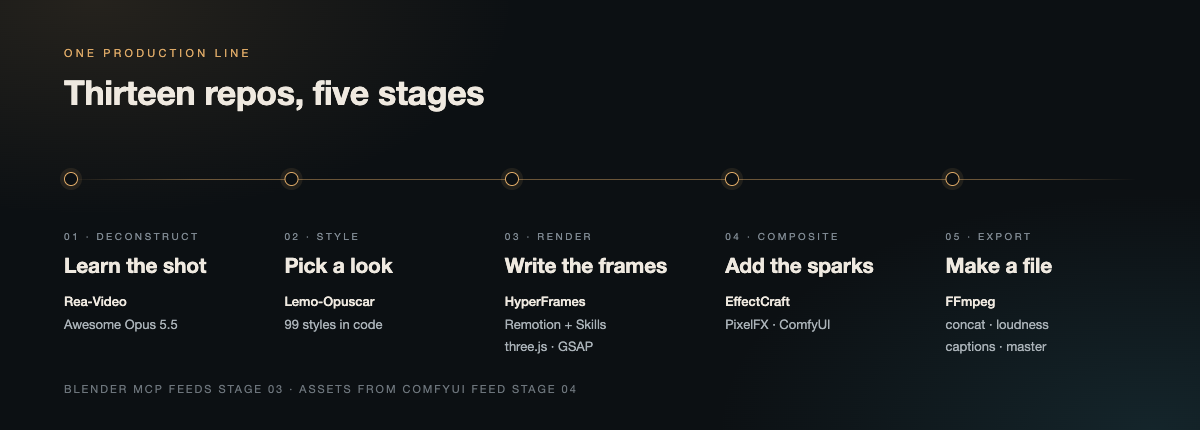 ONE PRODUCTION LINE
Thirteen repos, five stages
01 · DECONSTRUCT
Learn the shot
Rea-Video
Awesome Opus 5.5
02 · STYLE
Pick a look
Lemo-Opuscar
99 styles in code
03 · RENDER
Write the frames
HyperFrames
Remotion + Skills
three.js · GSAP
04 · COMPOSITE
Add the sparks
EffectCraft
PixelFX · ComfyUI
05 · EXPORT
Make a file
FFmpeg
concat · loudness
captions · master
BLENDER MCP FEEDS STAGE 03 · ASSETS FROM COMFYUI FEED STAGE 04